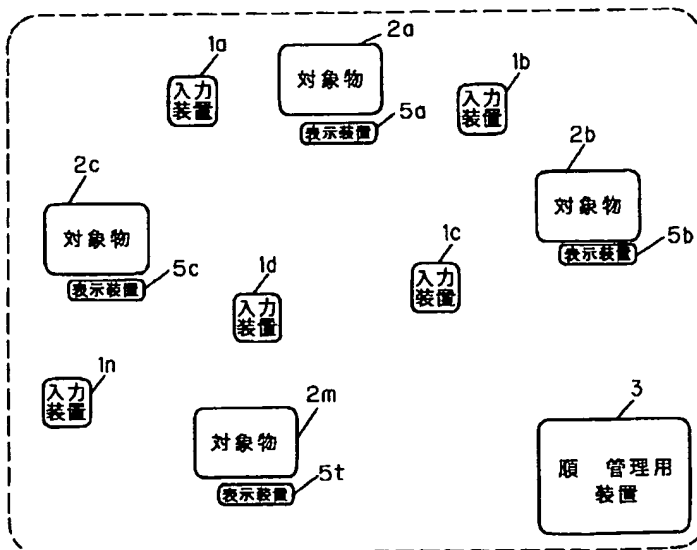 2a
1a
対象物
1b
入力
装置
5a
入力
装置
表示装置
2b
2c
対象物
対象物
1c
5b
5c
1d
入力
装置
表示装置
表示装置
入力
装置
1n
2m
3
入力
装置
対象物
順 管理用
装置
5t
表示装置